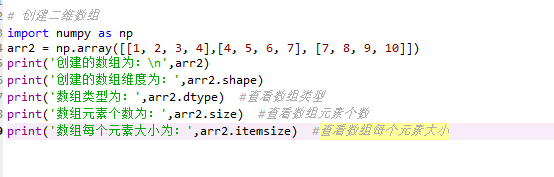 # 创建二维数组
import numpy as np
arr2 = np.array([[1, 2, 3, 4],[4, 5, 6, 7], [7, 8, 9, 10]])
print('创建的数组为：\n',arr2)
print('创建的数组维度为：',arr2.shape)
print('数组类型为：',arr2.dtype)  #查看数组类型
print('数组元素个数为：',arr2.size)  #查看数组元素个数
print('数组每个元素大小为：',arr2.itemsize)  #查看数组每个元素大小